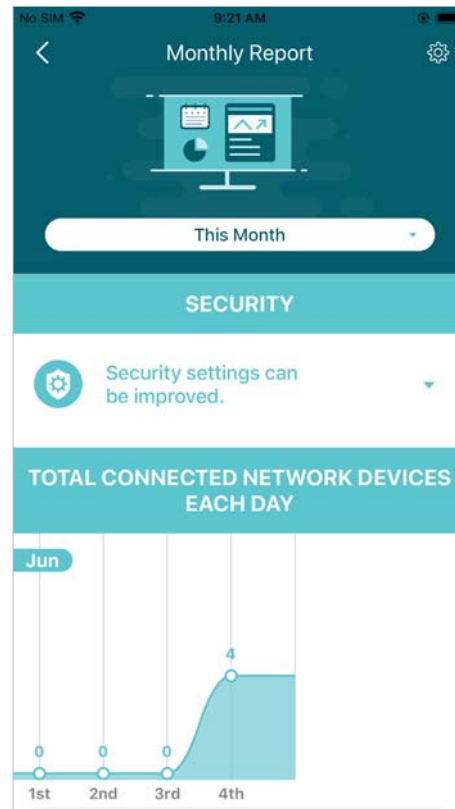 No SIM 9:21 AM
Monthly Report
This Month
SECURITY
Security settings can
be improved.
TOTAL CONNECTED NETWORK DEVICES
EACH DAY
Jun
4
0 0 0
1st 2nd 3rd 4th